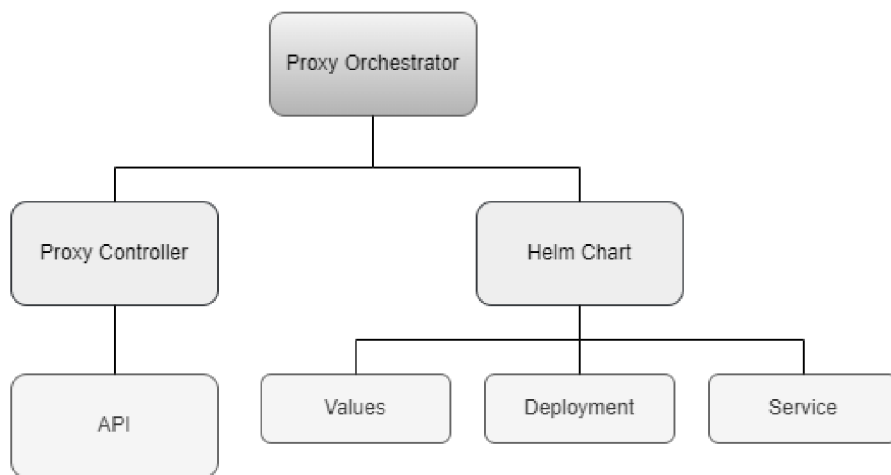 Proxy Orchestrator
Proxy Controller
Helm Chart
API
Values
Deployment
Service